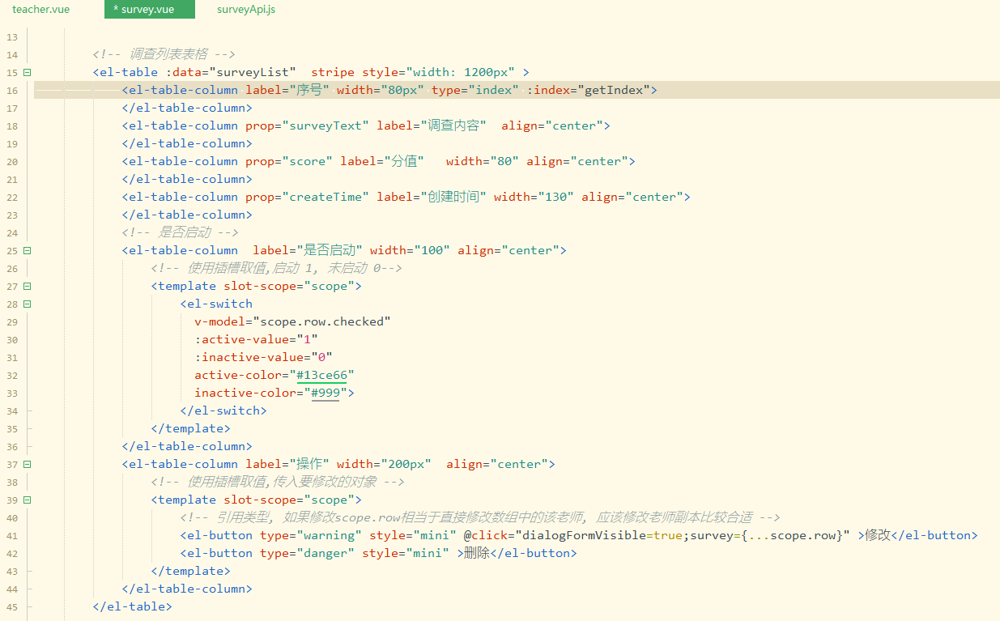 teacher.vue * survey.vue surveyApi.js
13
14 <!-- 调查列表表格 -->
15 <el-table :data="surveyList"  stripe style="width: 1200px" >
16 <el-table-column label="序号" width="80px" type="index" :index="getIndex">
17 </el-table-column>
18 <el-table-column prop="surveyText" label="调查内容"  align="center">
19 </el-table-column>
20 <el-table-column prop="score" label="分值"   width="80" align="center">
21 </el-table-column>
22 <el-table-column prop="createTime" label="创建时间" width="130" align="center">
23 </el-table-column>
24 <!-- 是否启动 -->
25 <el-table-column  label="是否启动" width="100" align="center">
26 <!-- 使用插槽取值,启动 1, 未启动 0-->
27 <template slot-scope="scope">
28 <el-switch
29 v-model="scope.row.checked"
30 :active-value="1"
31 :inactive-value="0"
32 active-color="#13ce66"
33 inactive-color="#999">
34 </el-switch>
35 </template>
36 </el-table-column>
37 <el-table-column label="操作" width="200px"  align="center">
38 <!-- 使用插槽取值,传入要修改的对象 -->
39 <template slot-scope="scope">
40 <!-- 引用类型, 如果修改scope.row相当于直接修改数组中的该老师, 应该修改老师副本比较合适 -->
41 <el-button type="warning" style="mini" @click="dialogFormVisible=true;survey={...scope.row}" >修改</el-button>
42 <el-button type="danger" style="mini" >删除</el-button>
43 </template>
44 </el-table-column>
45 </el-table>